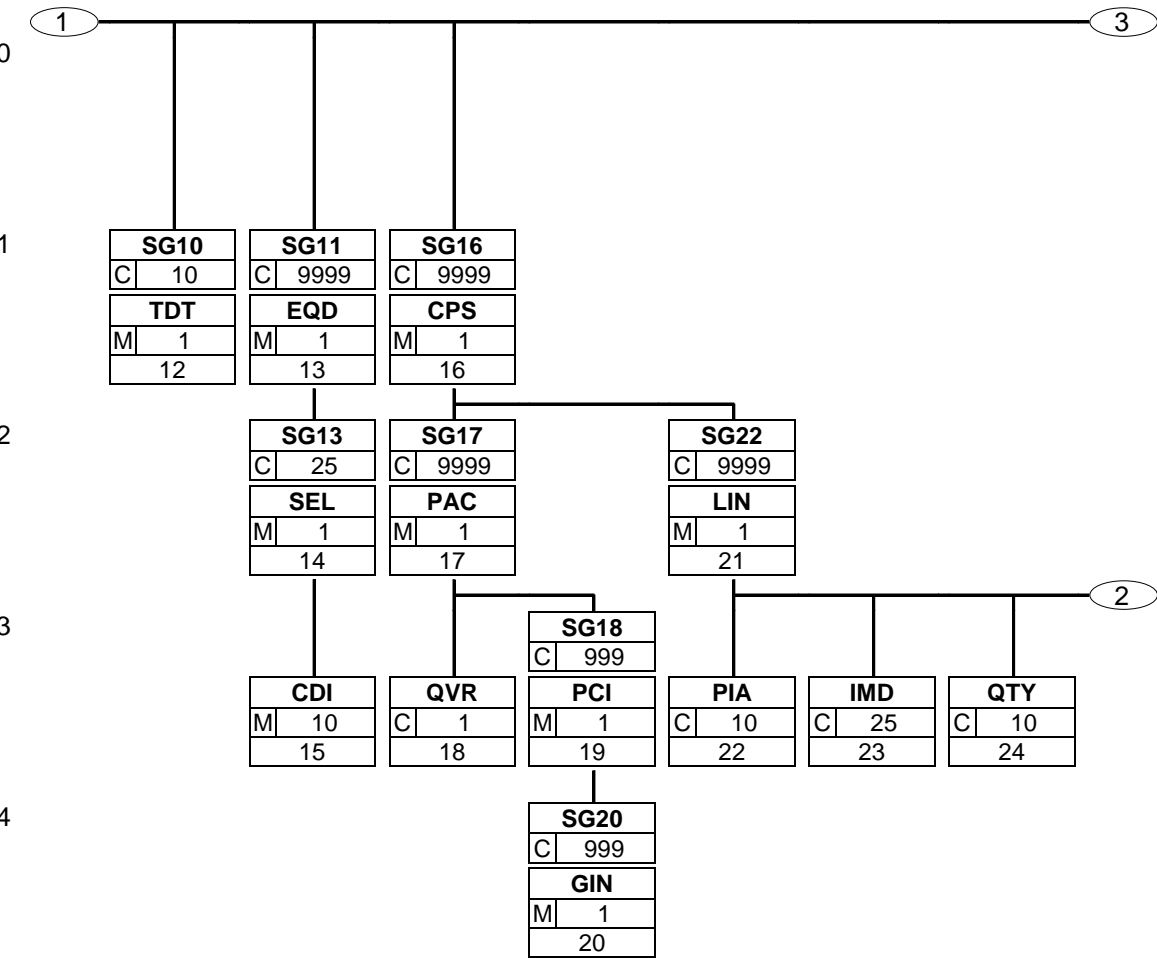 1 3
0
1 SG10 SG11 SG16
C 10 C 9999 C 9999
TDT EQD CPS
M 1 M 1 M 1
12 13 16
2 SG13 SG17 SG22
C 25 C 9999 C 9999
SEL PAC LIN
M 1 M 1 M 1
14 17 21
2
3 SG18
C 999
CDI QVR PCI PIA IMD QTY
M 10 C 1 M 1 C 10 C 25 C 10
15 18 19 22 23 24
4 SG20
C 999
GIN
M 1
20